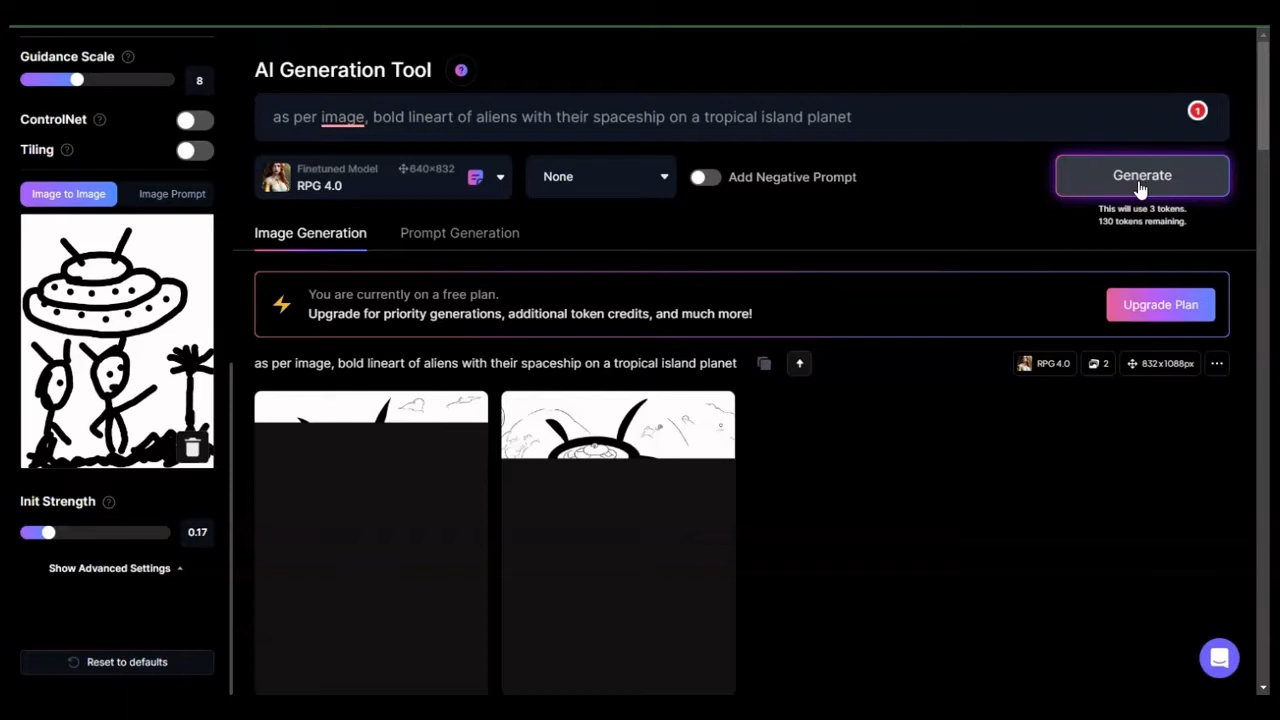 Guidance Scale ?
8
ControlNet ?
Tiling ?
Image to Image
Image Prompt
Init Strength ?
0.17
Show Advanced Settings
Reset to defaults
AI Generation Tool ?
as per image, bold lineart of aliens with their spaceship on a tropical island planet
1
Finetuned Model
640×832
RPG 4.0
None
Add Negative Prompt
Generate
This will use 3 tokens.
130 tokens remaining.
Image Generation
Prompt Generation
You are currently on a free plan.
Upgrade for priority generations, additional token credits, and much more!
Upgrade Plan
as per image, bold lineart of aliens with their spaceship on a tropical island planet
RPG 4.0
2
832x1088px